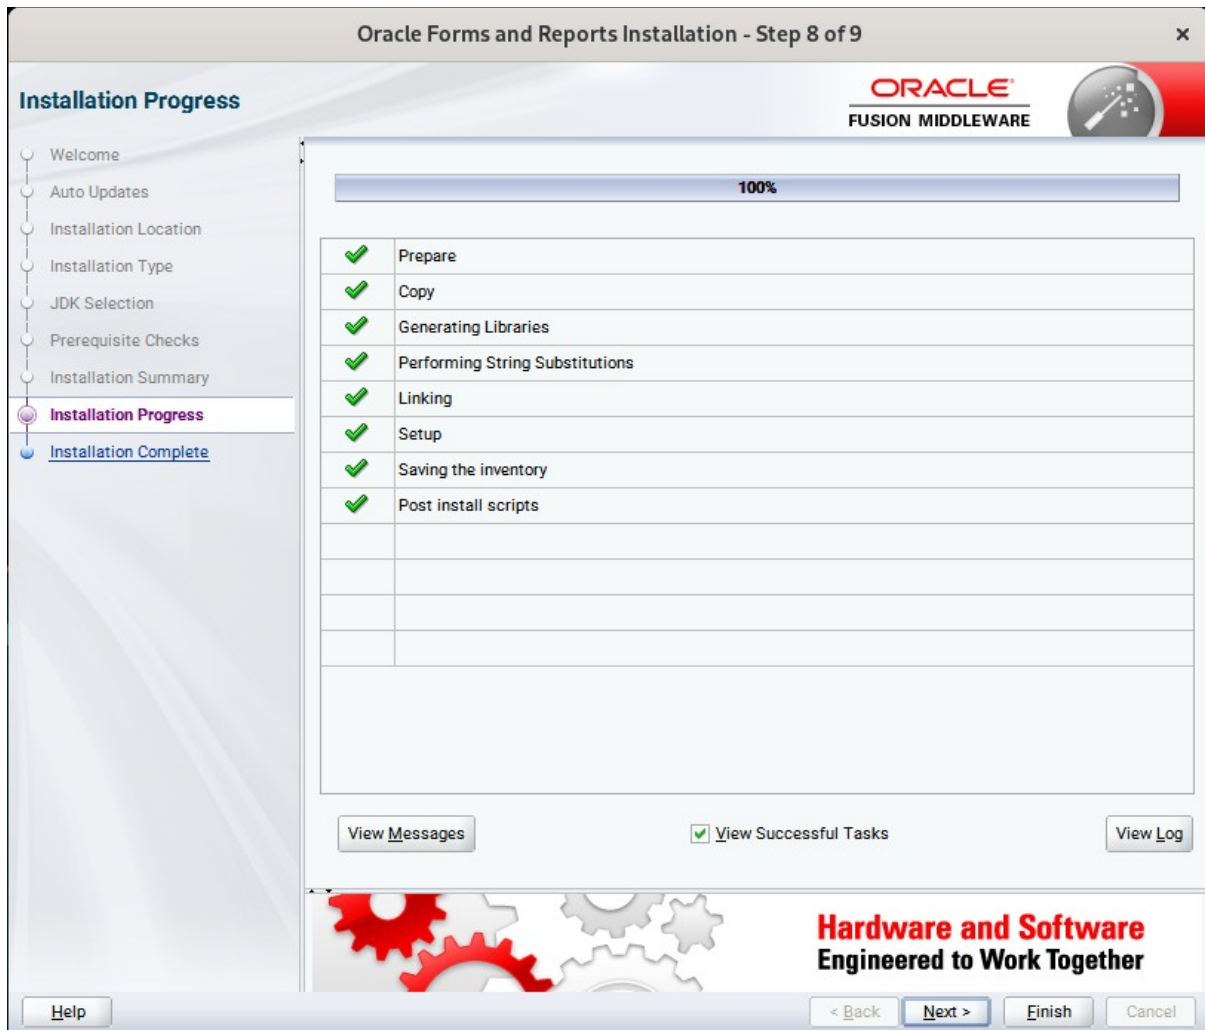 Oracle Forms and Reports Installation - Step 8 of 9
Installation Progress
ORACLE
FUSION MIDDLEWARE
Welcome
Auto Updates
Installation Location
Installation Type
JDK Selection
Prerequisite Checks
Installation Summary
Installation Progress
Installation Complete
100%
Prepare
Copy
Generating Libraries
Performing String Substitutions
Linking
Setup
Saving the inventory
Post install scripts
View Messages
View Successful Tasks
View Log
Hardware and Software
Engineered to Work Together
Help
< Back
Next >
Finish
Cancel